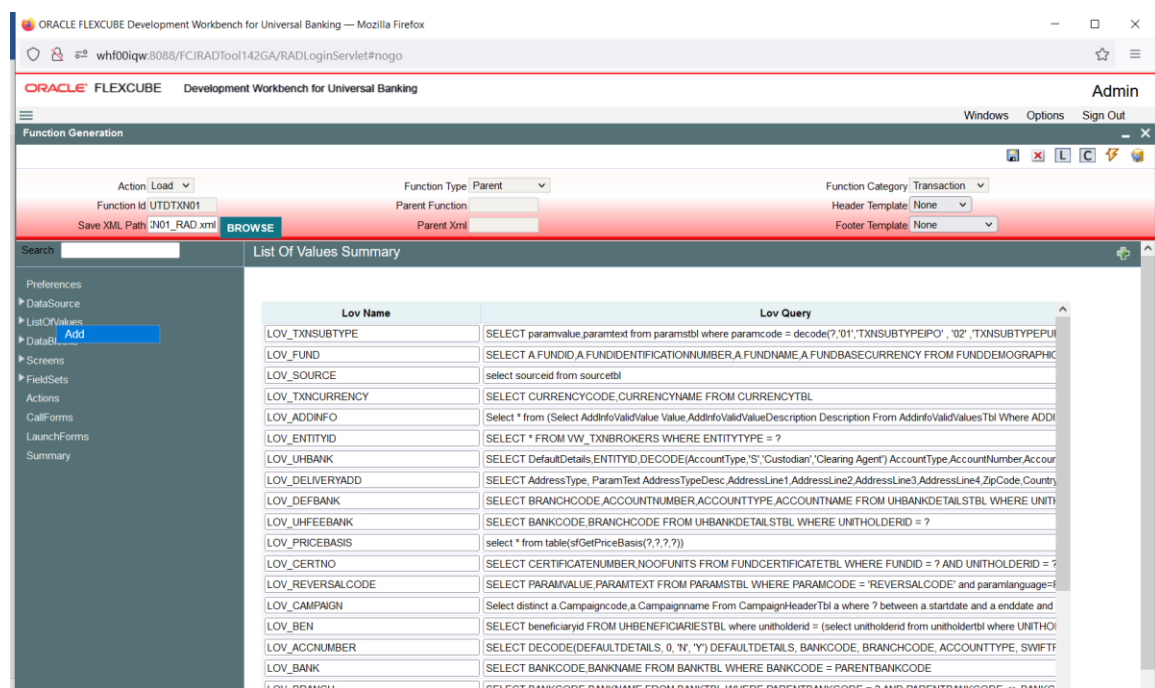 ORACLE FLEXCUBE Development Workbench for Universal Banking — Mozilla Firefox
whf00iqw:8088/FCJRADTool142GA/RADLoginServlet#nogo
ORACLE FLEXCUBE Development Workbench for Universal Banking Admin
Windows Options Sign Out
Function Generation
L C
Action Load Function Type Parent Function Category Transaction
Function Id UTDTXN01 Parent Function Header Template None
Save XML Path N01_RAD.xml BROWSE Parent Xml Footer Template None
Search List Of Values Summary
Preferences
DataSource
Lov Name Lov Query
ListOfValues
Add
LOV_TXNSUBTYPE SELECT paramvalue,paramtext from paramstbl where paramcode = decode(?,'01','TXNSUBTYPEIPO' , '02' ,'TXNSUBTYPEPU
LOV_FUND SELECT A.FUNDID,A.FUNDIDENTIFICATIONNUMBER,A.FUNDNAME,A.FUNDBASECURRENCY FROM FUNDDEMOGRAPHIC
Screens
LOV_SOURCE select sourceid from sourcetbl
FieldSets
LOV_TXNCURRENCY SELECT CURRENCYCODE,CURRENCYNAME FROM CURRENCYTBL
Actions
CallForms
LOV_ADDINFO Select * from (Select AddInfoValidValue Value,AddInfoValidValueDescription Description From AddinfoValidValuesTbl Where ADDI
LaunchForms
LOV_ENTITYID SELECT * FROM VW_TXNBROKERS WHERE ENTITYTYPE = ?
Summary
LOV_UHBANK SELECT DefaultDetails,ENTITYID,DECODE(AccountType,'S','Custodian','Clearing Agent') AccountType,AccountNumber,Accour
LOV_DELIVERYADD SELECT AddressType, ParamText AddressTypeDesc,AddressLine1,AddressLine2,AddressLine3,AddressLine4,ZipCode,Country
LOV_DEFBANK SELECT BRANCHCODE,ACCOUNTNUMBER,ACCOUNTTYPE,ACCOUNTNAME FROM UHBANKDETAILSTBL WHERE UNITH
LOV_UHFEEBANK SELECT BANKCODE,BRANCHCODE FROM UHBANKDETAILSTBL WHERE UNITHOLDERID = ?
LOV_PRICEBASIS select * from table(sfGetPriceBasis(?,?,?,?))
LOV_CERTNO SELECT CERTIFICATENUMBER,NOOFUNITS FROM FUNDCERTIFICATETBL WHERE FUNDID = ? AND UNITHOLDERID = ?
LOV_REVERSALCODE SELECT PARAMVALUE,PARAMTEXT FROM PARAMSTBL WHERE PARAMCODE = 'REVERSALCODE' and paramlanguage=
LOV_CAMPAIGN Select distinct a.Campaigncode,a.Campaignname From CampaignHeaderTbl a where ? between a.startdate and a.enddate and
LOV_BEN SELECT beneficiaryid FROM UHBENEFICIARIESTBL where unitholderid = (select unitholderid from unitholdertbl where UNITHO
LOV_ACCNUMBER SELECT DECODE(DEFAULTDETAILS, 0, 'N', 'Y') DEFAULTDETAILS, BANKCODE, BRANCHCODE, ACCOUNTTYPE, SWIFTF
LOV_BANK SELECT BANKCODE,BANKNAME FROM BANKTBL WHERE BANKCODE = PARENTBANKCODE